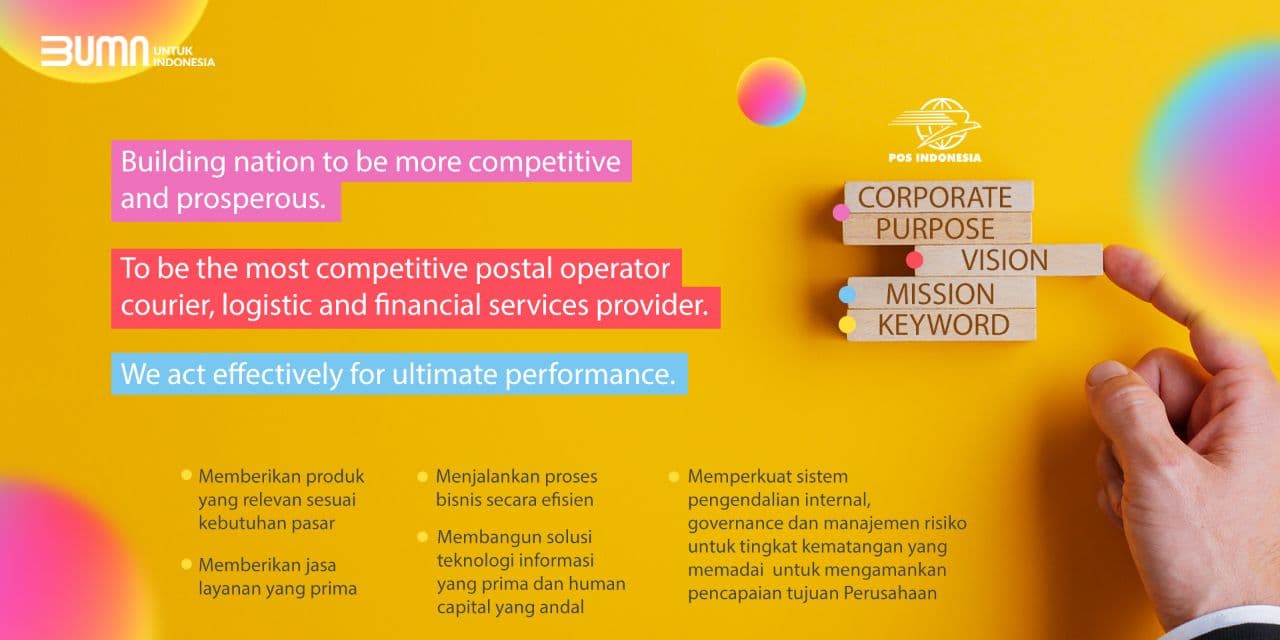 BUMN UNTUK
INDONESIA
POS INDONESIA
Building nation to be more competitive
and prosperous.
To be the most competitive postal operator
courier, logistic and financial services provider.
We act effectively for ultimate performance.
CORPORATE
PURPOSE
VISION
MISSION
KEYWORD
Memberikan produk
yang relevan sesuai
kebutuhan pasar
Memberikan jasa
layanan yang prima
Menjalankan proses
bisnis secara efisien
Membangun solusi
teknologi informasi
yang prima dan human
capital yang andal
Memperkuat sistem
pengendalian internal,
governance dan manajemen risiko
untuk tingkat kematangan yang
memadai untuk mengamankan
pencapaian tujuan Perusahaan